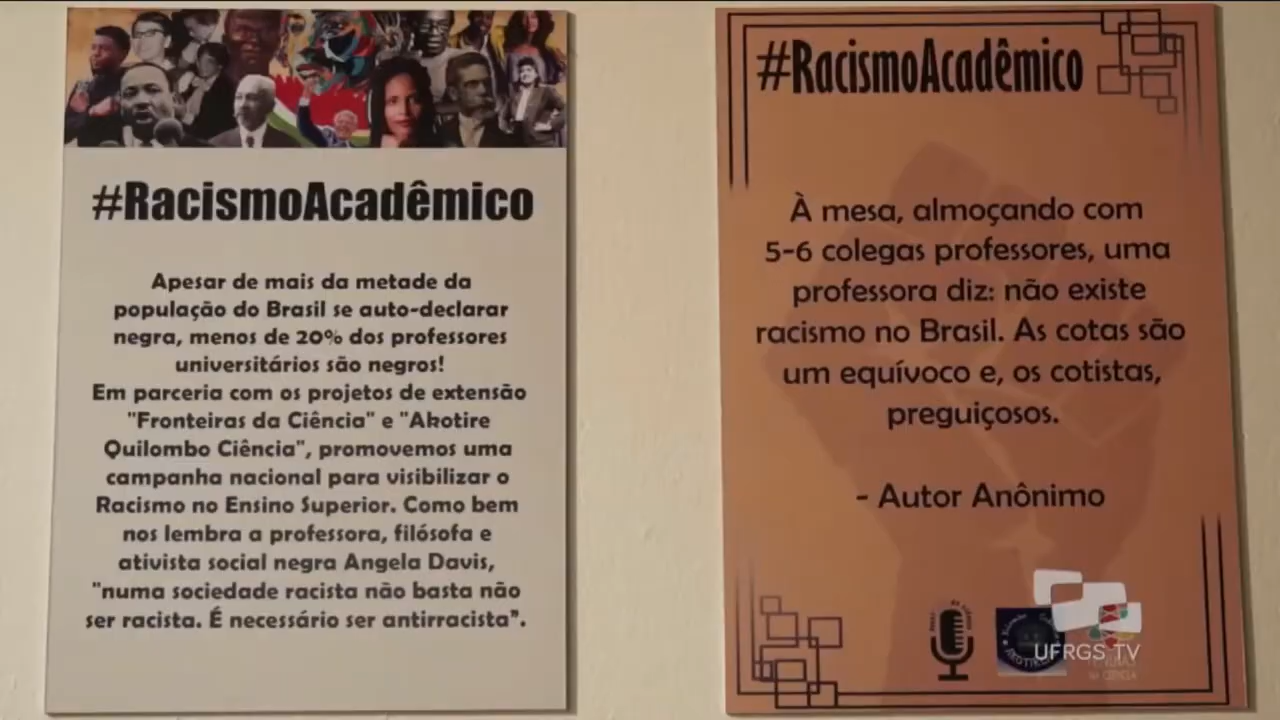 #RacismoAcadêmico
Apesar de mais da metade da
população do Brasil se auto-declarar
negra, menos de 20% dos professores
universitários são negros!
Em parceria com os projetos de extensão
"Fronteiras da Ciência" e "Akotire
Quilombo Ciência", promovemos uma
campanha nacional para visibilizar o
Racismo no Ensino Superior. Como bem
nos lembra a professora, filósofa e
ativista social negra Angela Davis,
"numa sociedade racista não basta não
ser racista. É necessário ser antirracista".
#RacismoAcadêmico
À mesa, almoçando com
5-6 colegas professores, uma
professora diz: não existe
racismo no Brasil. As cotas são
um equívoco e, os cotistas,
preguiçosos.
- Autor Anônimo
UFRGS TV